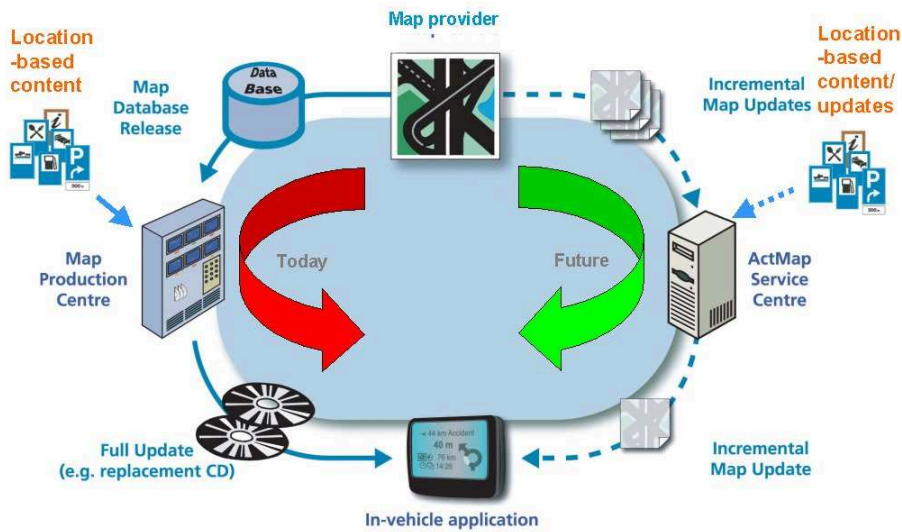 Map provider
Location
-based
content
Map
Database
Release
Data
Base
Incremental
Map Updates
Location
-based
content/
updates
i
P
i
P
Map
Production
Centre
Today
Future
ActMap
Service
Centre
Full Update
(e.g. replacement CD)
44 km Accident
40 m
76 km
14:26
Incremental
Map Update
In-vehicle application